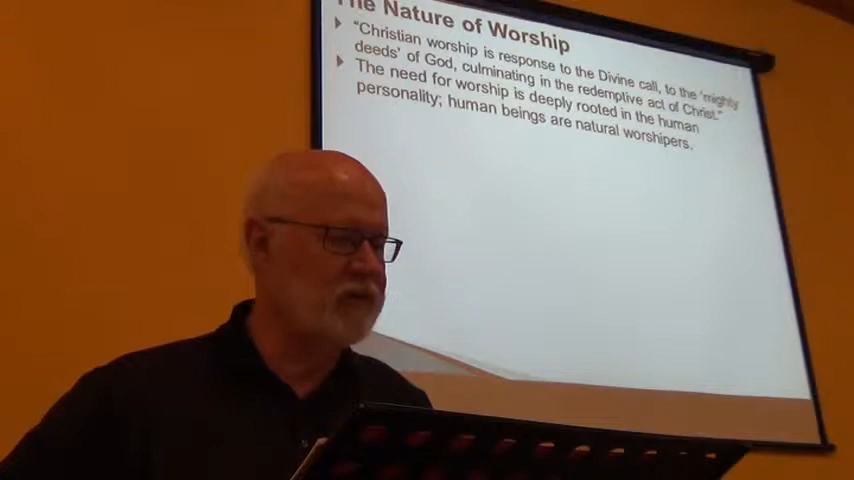 The Nature of Worship
"Christian worship is response to the Divine call, to the 'mighty
deeds' of God, culminating in the redemptive act of Christ."
The need for worship is deeply rooted in the human
personality; human beings are natural worshipers.